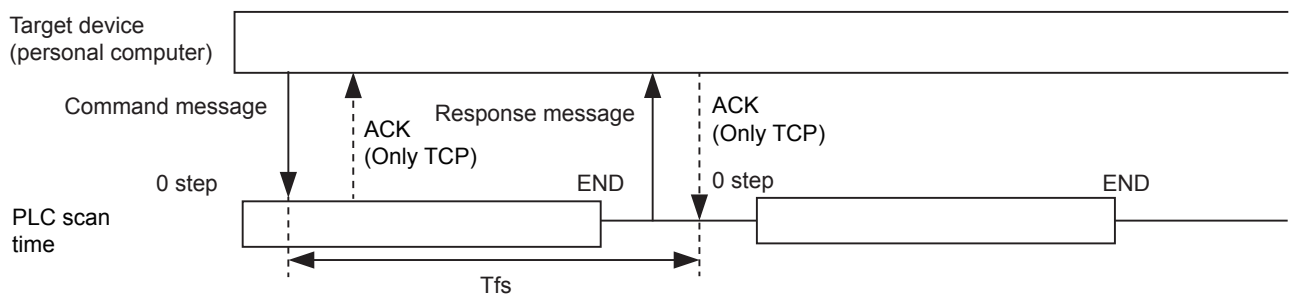 Target device
(personal computer)
Command message
ACK
(Only TCP)
Response message
ACK
(Only TCP)
0 step
END
0 step
END
PLC scan
time
Tfs